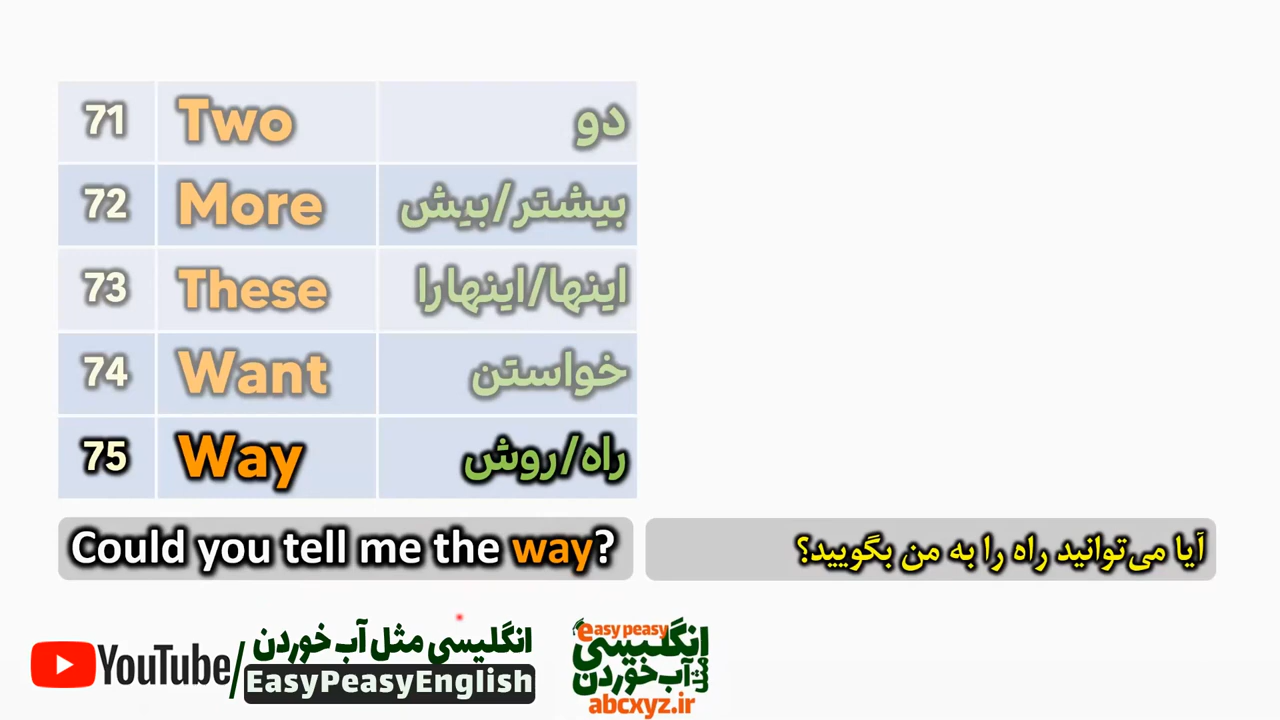 71 Two دو
72 More بیشتر/بیش
73 These اینها/اینهارا
74 Want خواستن
75 Way راه/روش
Could you tell me the way?
آیا می‌توانید راه را به من بگویید؟
YouTube/
انگلیسی مثل آب خوردن
EasyPeasyEnglish
easy peasy
انگلیسی
مثل
آب خوردن
abcxyz.ir